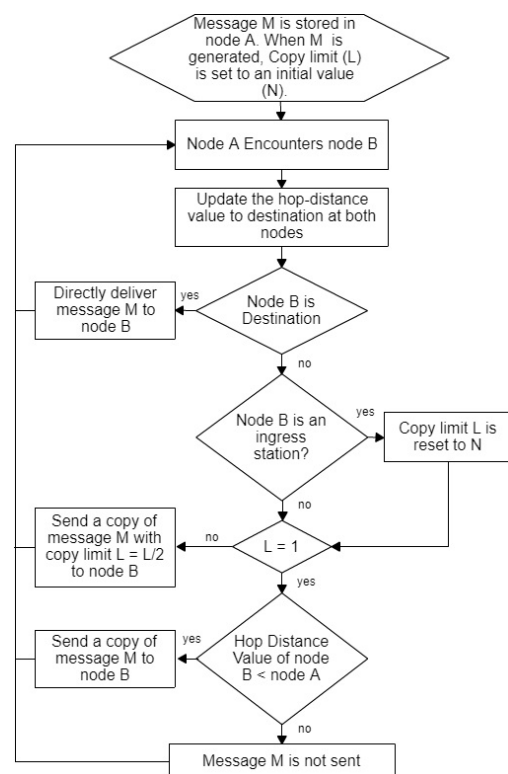 Message M is stored in
node A. When M is
generated, Copy limit (L)
is set to an initial value
(N).
Node A Encounters node B
Update the hop-distance
value to destination at both
nodes
Directly deliver
message M to
node B
yes
Node B is
Destination
no
Node B is an
ingress
station?
yes
Copy limit L is
reset to N
no
Send a copy of
message M with
copy limit L = L/2
to node B
no
L = 1
yes
Send a copy of
message M to
node B
yes
Hop Distance
Value of node
B < node A
no
Message M is not sent